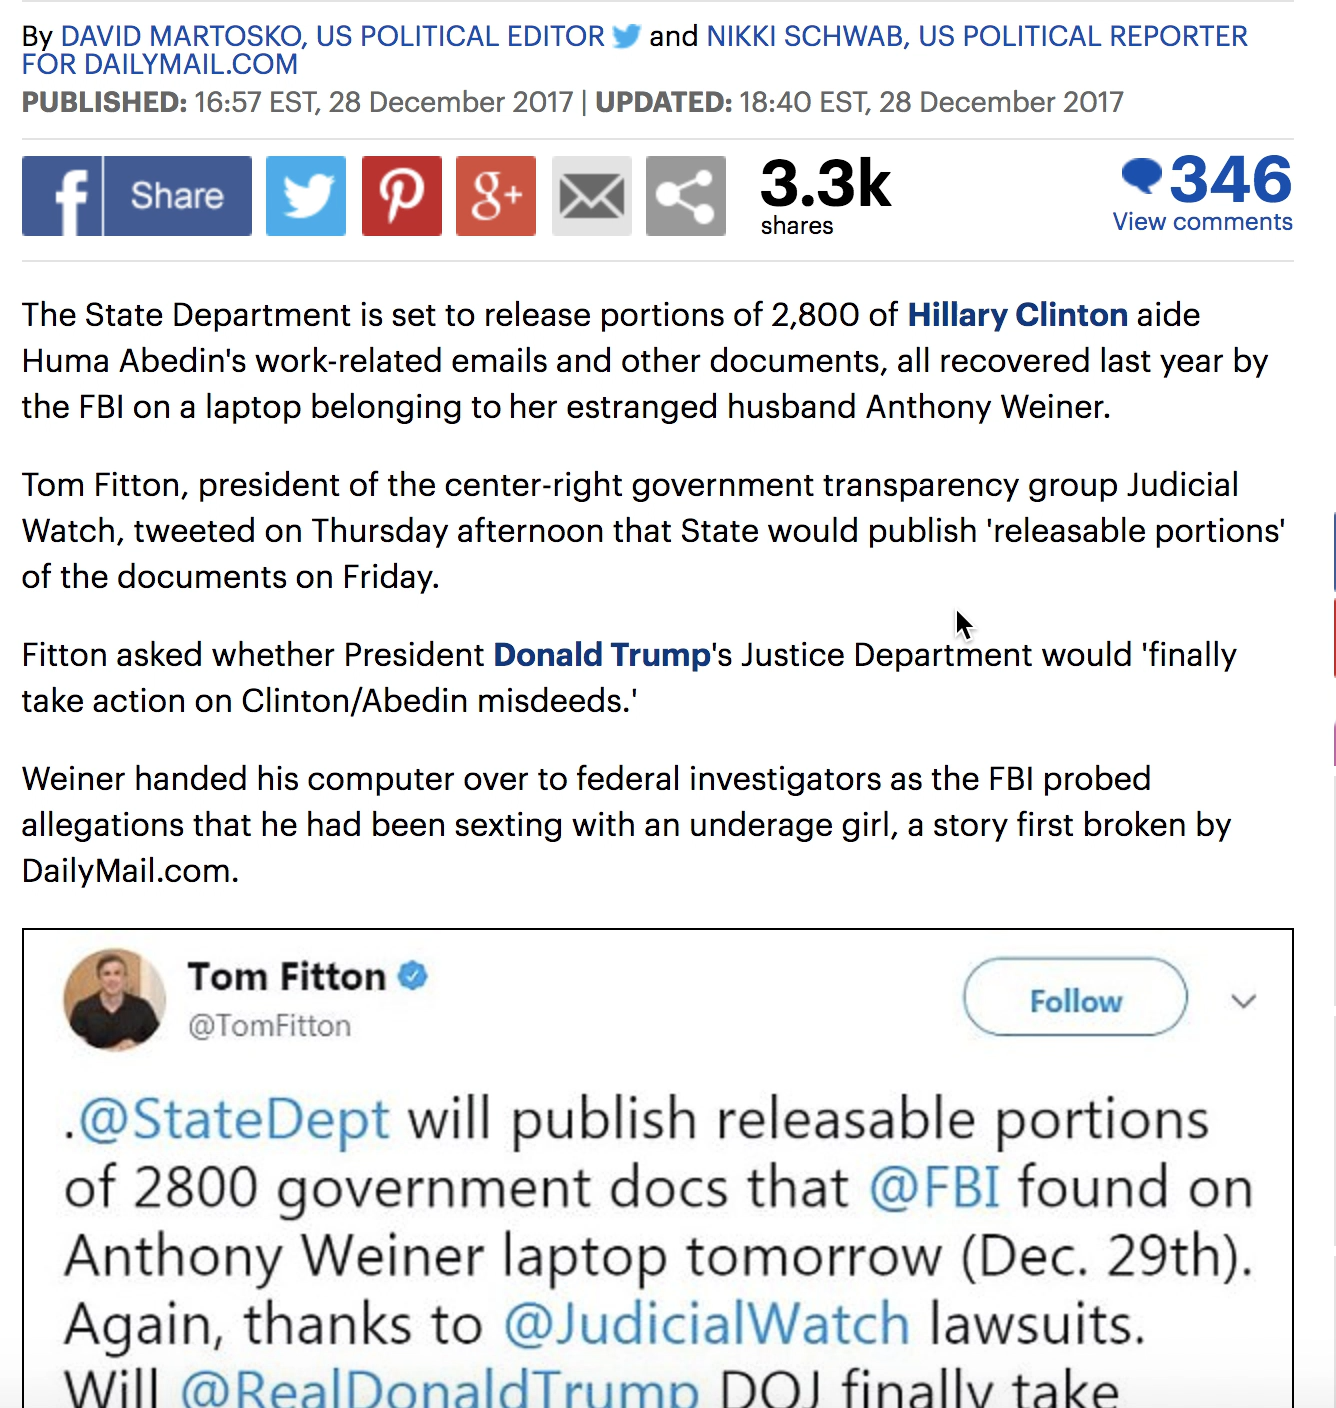 By DAVID MARTOSKO, US POLITICAL EDITOR and NIKKI SCHWAB, US POLITICAL REPORTER
FOR DAILYMAIL.COM
PUBLISHED: 16:57 EST, 28 December 2017 | UPDATED: 18:40 EST, 28 December 2017
f Share
g+
3.3k
shares
346
View comments
The State Department is set to release portions of 2,800 of Hillary Clinton aide
Huma Abedin's work-related emails and other documents, all recovered last year by
the FBI on a laptop belonging to her estranged husband Anthony Weiner.
Tom Fitton, president of the center-right government transparency group Judicial
Watch, tweeted on Thursday afternoon that State would publish 'releasable portions'
of the documents on Friday.
Fitton asked whether President Donald Trump's Justice Department would 'finally
take action on Clinton/Abedin misdeeds.'
Weiner handed his computer over to federal investigators as the FBI probed
allegations that he had been sexting with an underage girl, a story first broken by
DailyMail.com.
Tom Fitton
@TomFitton
Follow
.@StateDept will publish releasable portions
of 2800 government docs that @FBI found on
Anthony Weiner laptop tomorrow (Dec. 29th).
Again, thanks to @JudicialWatch lawsuits.
Will @RealDonaldTrump DOJ finally take